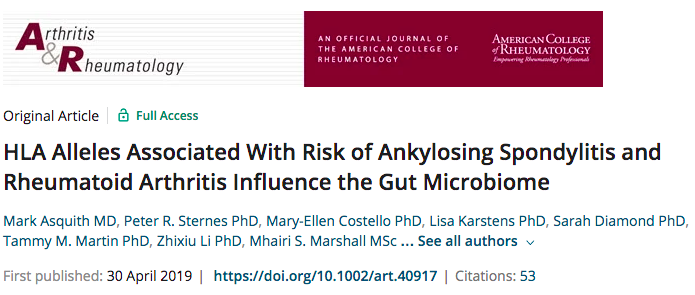 Arthritis
& Rheumatology
AN OFFICIAL JOURNAL OF
THE AMERICAN COLLEGE OF
RHEUMATOLOGY
AMERICAN COLLEGE
of RHEUMATOLOGY
Empowering Rheumatology Professionals
Original Article | Full Access
HLA Alleles Associated With Risk of Ankylosing Spondylitis and
Rheumatoid Arthritis Influence the Gut Microbiome
Mark Asquith MD, Peter R. Sternes PhD, Mary-Ellen Costello PhD, Lisa Karstens PhD, Sarah Diamond PhD,
Tammy M. Martin PhD, Zhixiu Li PhD, Mhairi S. Marshall MSc ... See all authors
First published: 30 April 2019 | https://doi.org/10.1002/art.40917 | Citations: 53